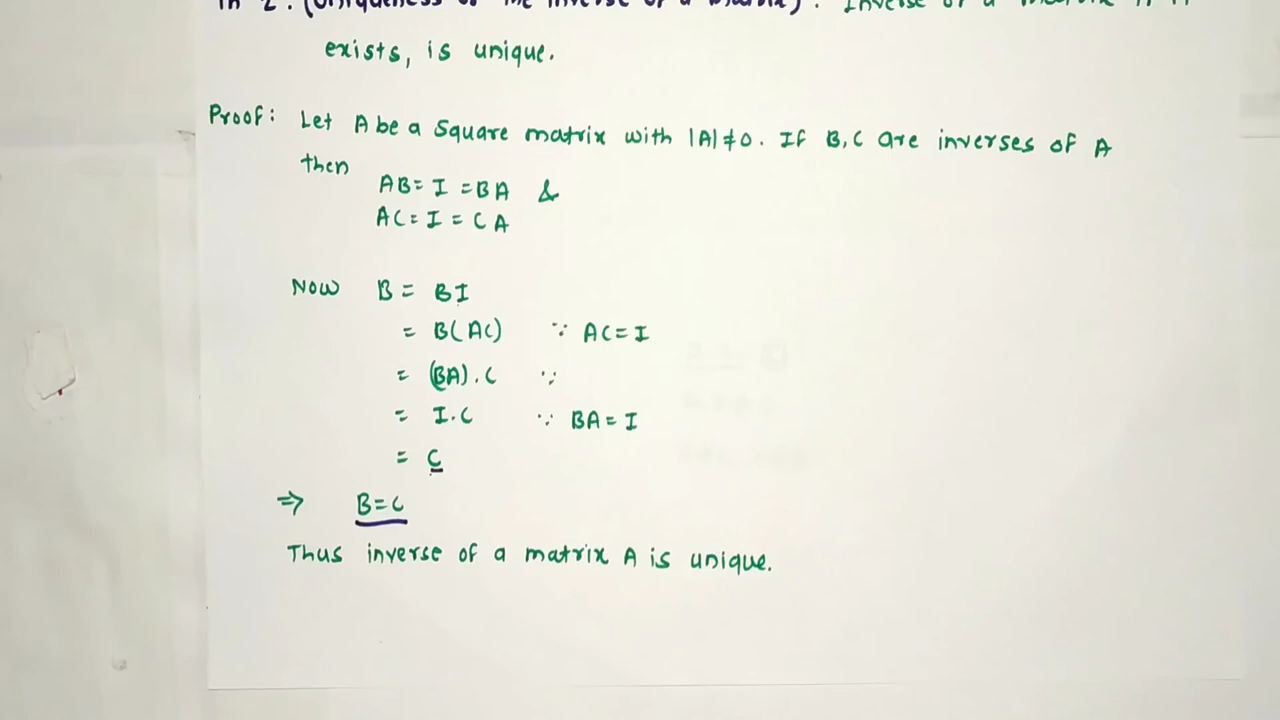 exists, is unique.
Proof: Let A be a square matrix with |A|≠0. If B,C are inverses of A
then
AB = I = BA &
AC = I = CA
Now B = BI
= B(AC) ∵ AC = I
= (BA).C ∵
= I.C ∵ BA = I
= C
⇒ B=C
Thus inverse of a matrix A is unique.